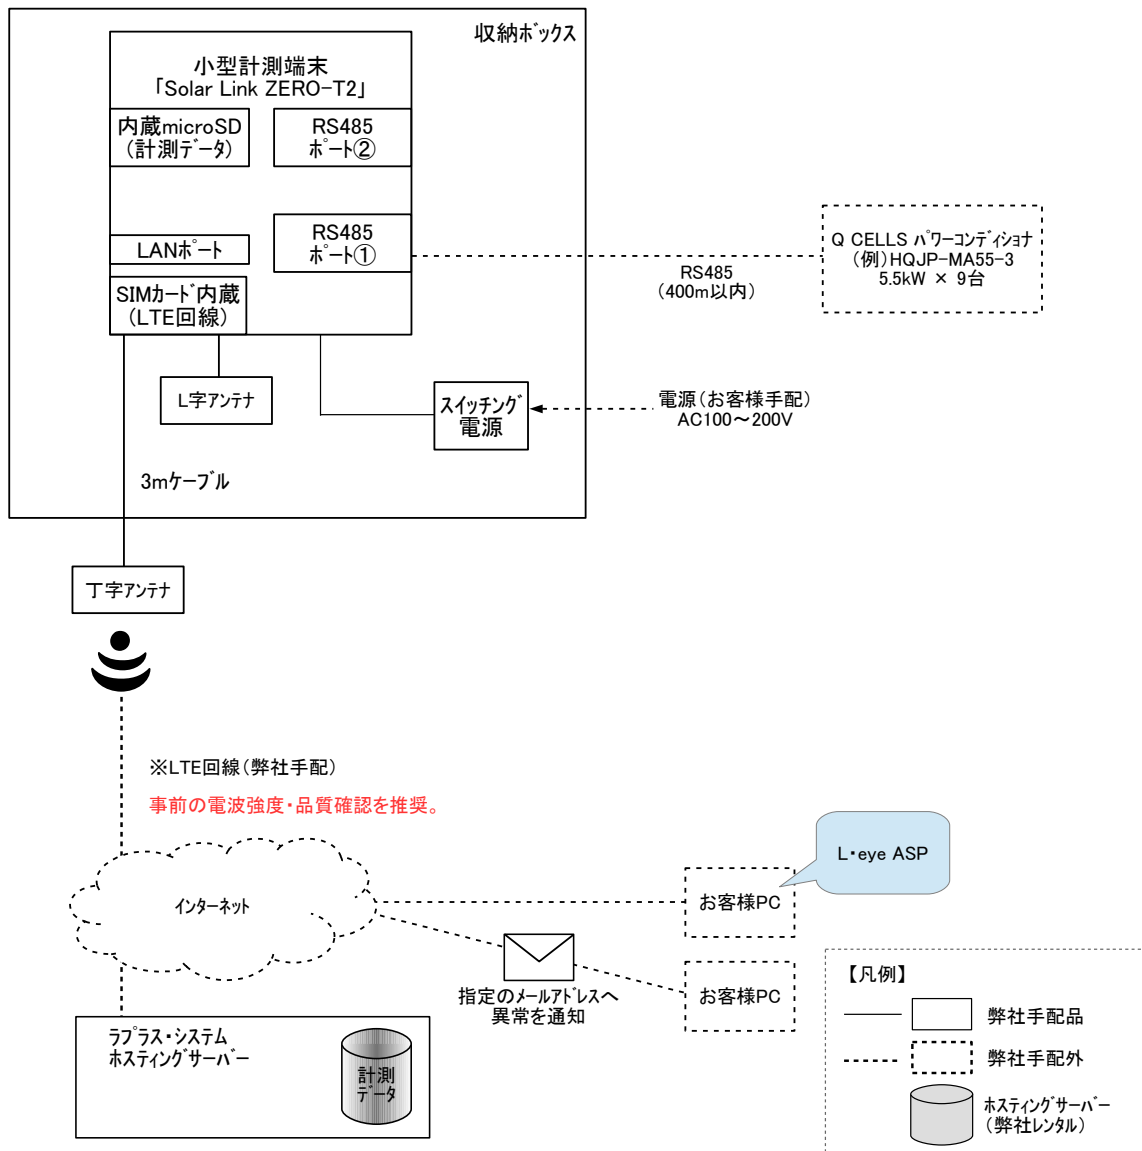 収納ﾎﾞｯｸｽ
小型計測端末
「Solar Link ZERO-T2」
内蔵microSD
(計測ﾃﾞｰﾀ)
RS485
ﾎﾟｰﾄ②
RS485
ﾎﾟｰﾄ①
LANﾎﾟｰﾄ
SIMｶｰﾄﾞ内蔵
(LTE回線)
L字ｱﾝﾃﾅ
ｽｲｯﾁﾝｸﾞ
電源
3mｹｰﾌﾞﾙ
RS485
(400m以内)
Q CELLS ﾊﾟﾜｰｺﾝﾃﾞｨｼｮﾅ
(例)HQJP-MA55-3
5.5kW × 9台
電源(お客様手配)
AC100～200V
丁字ｱﾝﾃﾅ
※LTE回線(弊社手配)
事前の電波強度・品質確認を推奨。
ｲﾝﾀｰﾈｯﾄ
L・eye ASP
お客様PC
指定のﾒｰﾙｱﾄﾞﾚｽへ
異常を通知
お客様PC
ﾗﾌﾟﾗｽ・ｼｽﾃﾑ
ﾎｽﾃｨﾝｸﾞｻｰﾊﾞｰ
計測
ﾃﾞｰﾀ
【凡例】
弊社手配品
弊社手配外
ﾎｽﾃｨﾝｸﾞｻｰﾊﾞｰ
(弊社ﾚﾝﾀﾙ)